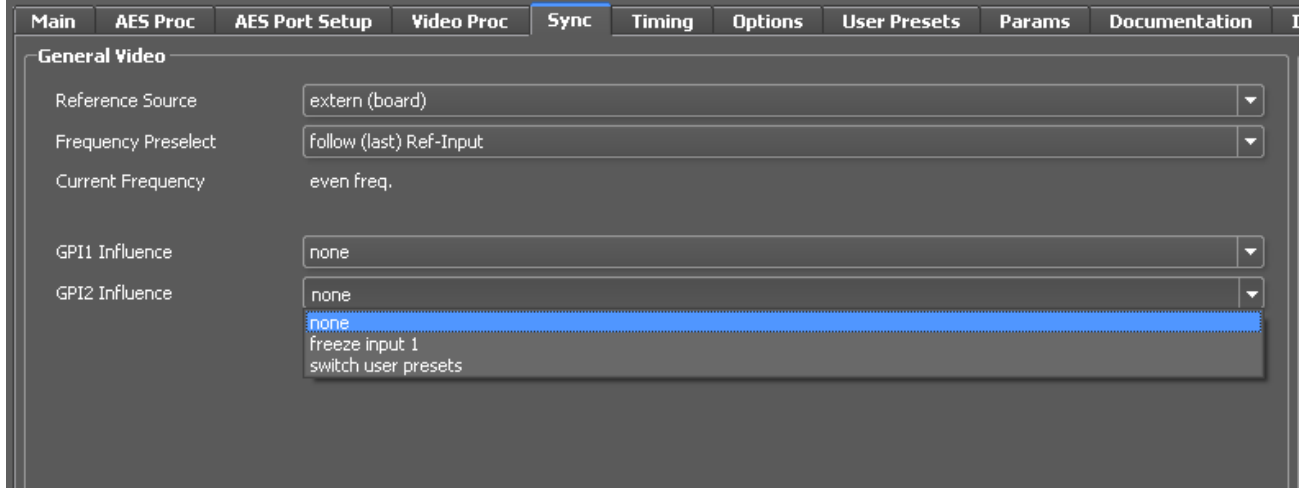 Main AES Proc AES Port Setup Video Proc Sync Timing Options User Presets Params Documentation
General Video
Reference Source extern (board)
Frequency Preselect follow (last) Ref-Input
Current Frequency even freq.
GPI1 Influence none
GPI2 Influence none
none
freeze input 1
switch user presets